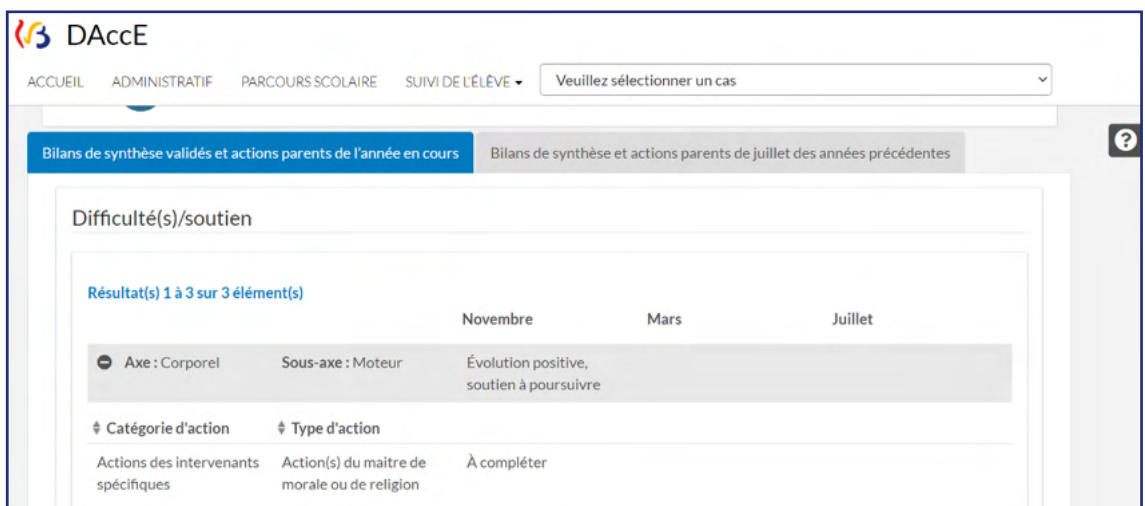 DAccE
ACCUEIL ADMINISTRATIF PARCOURS SCOLAIRE SUIVI DE L'ÉLÈVE Veuillez sélectionner un cas
Bilans de synthèse validés et actions parents de l'année en cours Bilans de synthèse et actions parents de juillet des années précédentes
Difficulté(s)/soutien
Résultat(s) 1 à 3 sur 3 élément(s)
Novembre Mars Juillet
Axe : Corporel Sous-axe : Moteur Évolution positive,
soutien à poursuivre
Catégorie d'action Type d'action
Actions des intervenants Action(s) du maitre de À compléter
spécifiques morale ou de religion